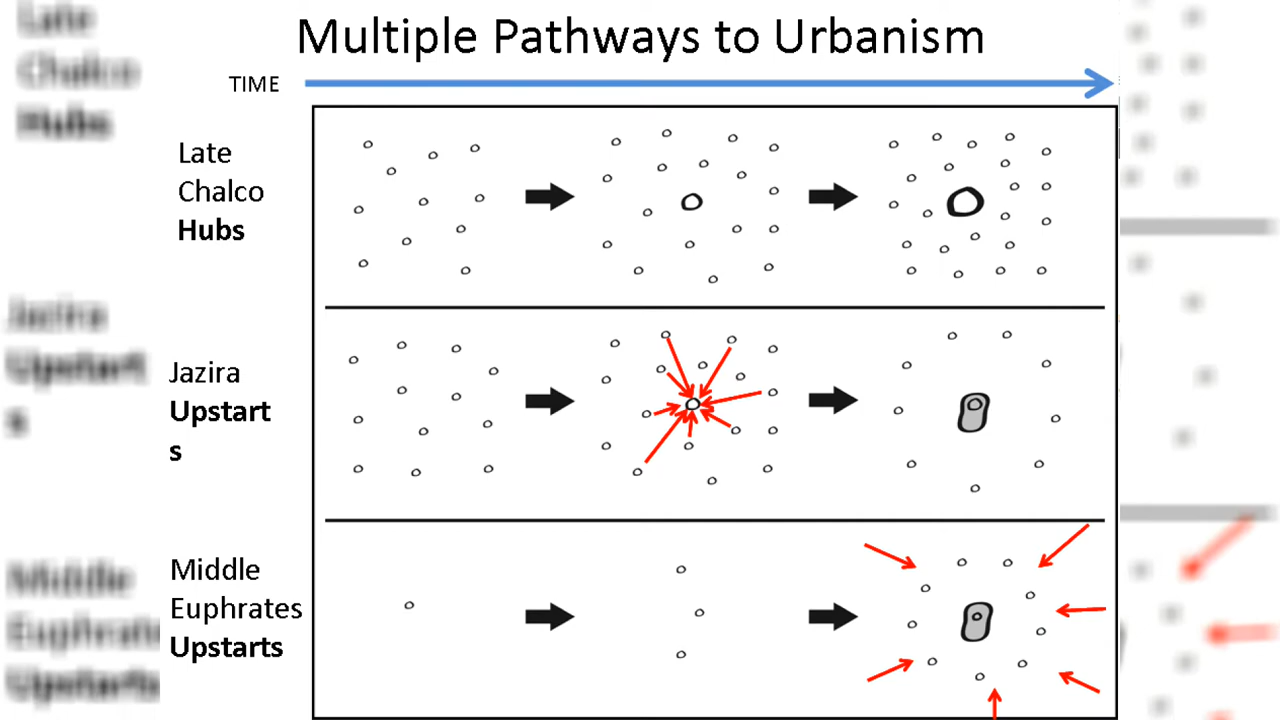 Multiple Pathways to Urbanism
TIME
Late
Chalco
Hubs
Jazira
Upstart
s
Middle
Euphrates
Upstarts